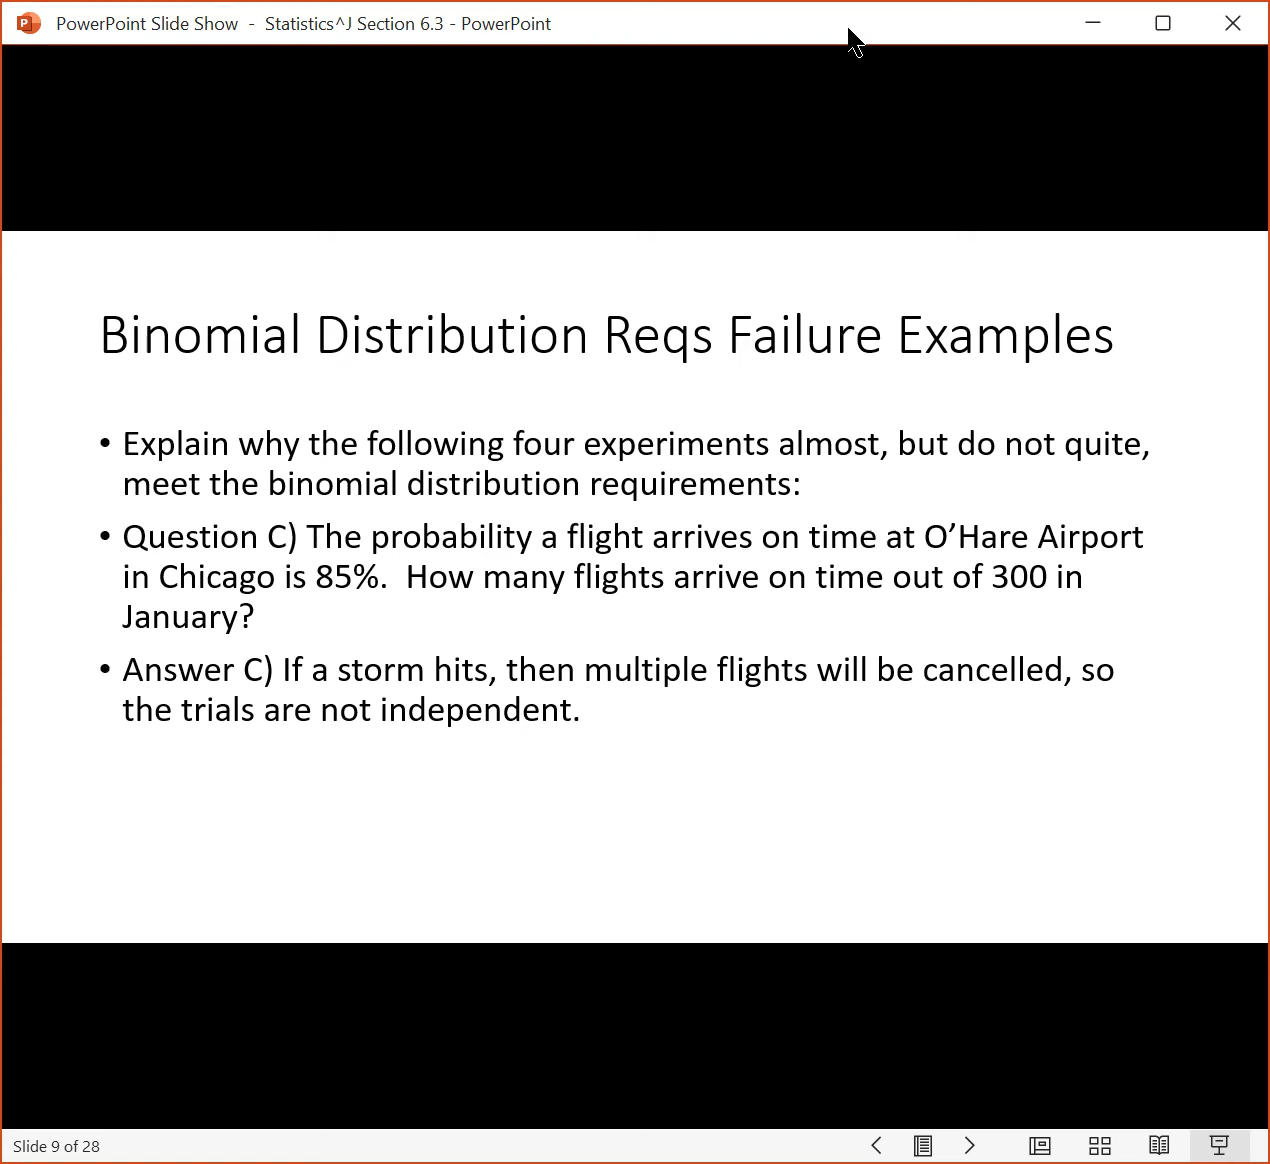 PowerPoint Slide Show - Statistics^J Section 6.3 - PowerPoint
Binomial Distribution Reqs Failure Examples
• Explain why the following four experiments almost, but do not quite,
meet the binomial distribution requirements:
• Question C) The probability a flight arrives on time at O’Hare Airport
in Chicago is 85%.  How many flights arrive on time out of 300 in
January?
• Answer C) If a storm hits, then multiple flights will be cancelled, so
the trials are not independent.
Slide 9 of 28